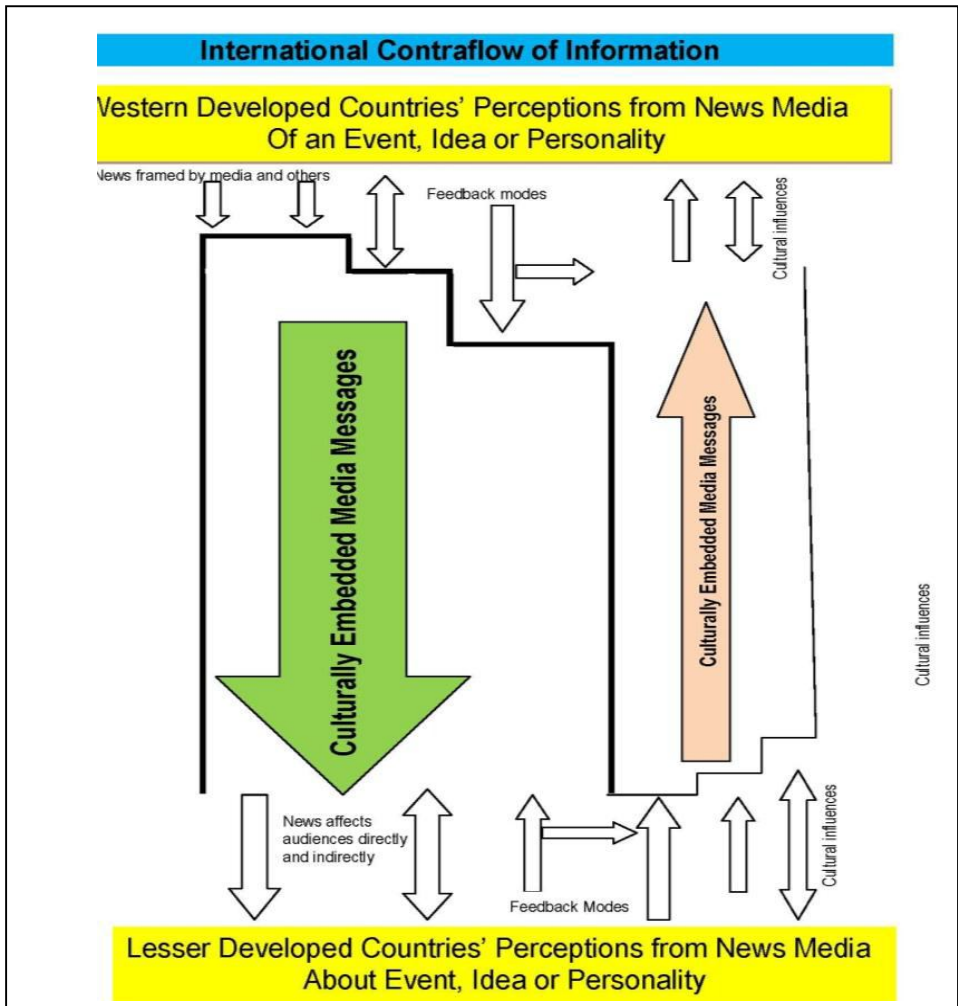 International Contraflow of Information
Western Developed Countries' Perceptions from News Media
Of an Event, Idea or Personality
News framed by media and others
Feedback modes
Cultural influences
Culturally Embedded Media Messages
Culturally Embedded Media Messages
Cultural influences
News affects
audiences directly
and indirectly
Feedback Modes
Cultural influences
Lesser Developed Countries' Perceptions from News Media
About Event, Idea or Personality